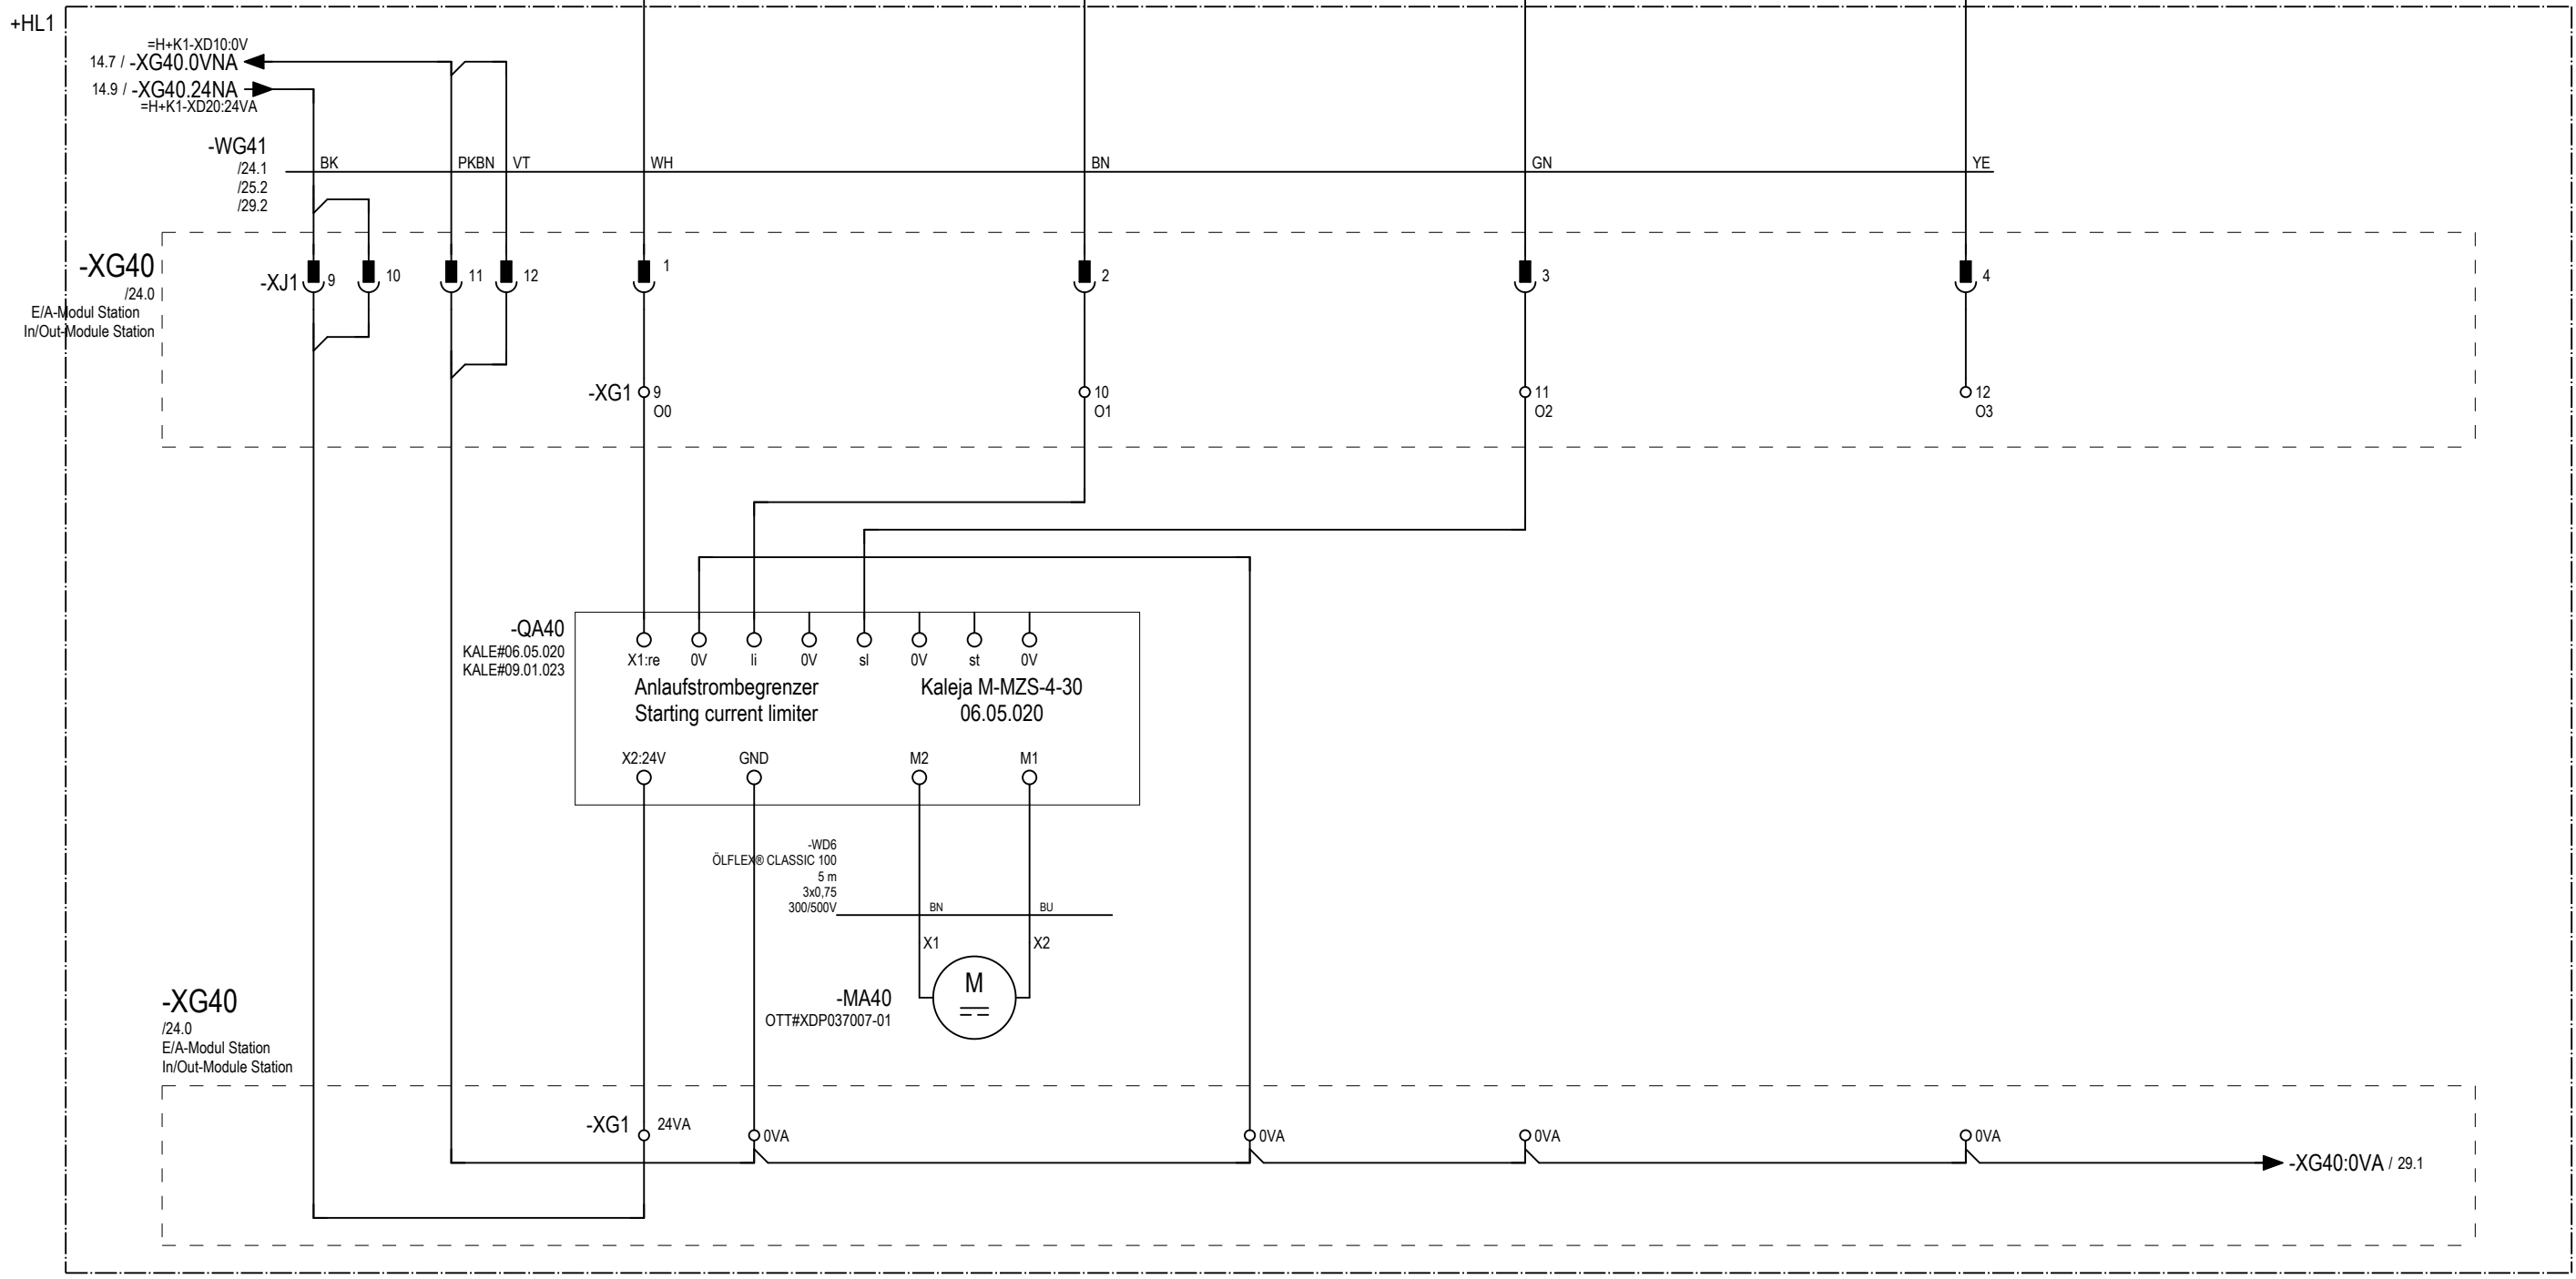 +HL1
=H+K1-XD10:0V
14.7 / -XG40.0VNA
14.9 / -XG40.24NA
=H+K1-XD20:24VA
-WG41
/24.1
/25.2
/29.2
BK PKBN VT WH BN GN YE
-XG40
/24.0
E/A-Modul Station
In/Out-Module Station
-XJ1 9 10 11 12 1 2 3 4
-XG1 9 10 11 12
O0 O1 O2 O3
-QA40
KALE#06.05.020
KALE#09.01.023
X1:re 0V li 0V sl 0V st 0V
Anlaufstrombegrenzer
Starting current limiter
Kaleja M-MZS-4-30
06.05.020
X2:24V GND M2 M1
-WD6
ÖLFLEX® CLASSIC 100
5 m
3x0,75
300/500V
BN BU
X1 X2
M
-MA40
OTT#XDP037007-01
-XG40
/24.0
E/A-Modul Station
In/Out-Module Station
-XG1 24VA 0VA 0VA 0VA 0VA
-XG40:0VA / 29.1